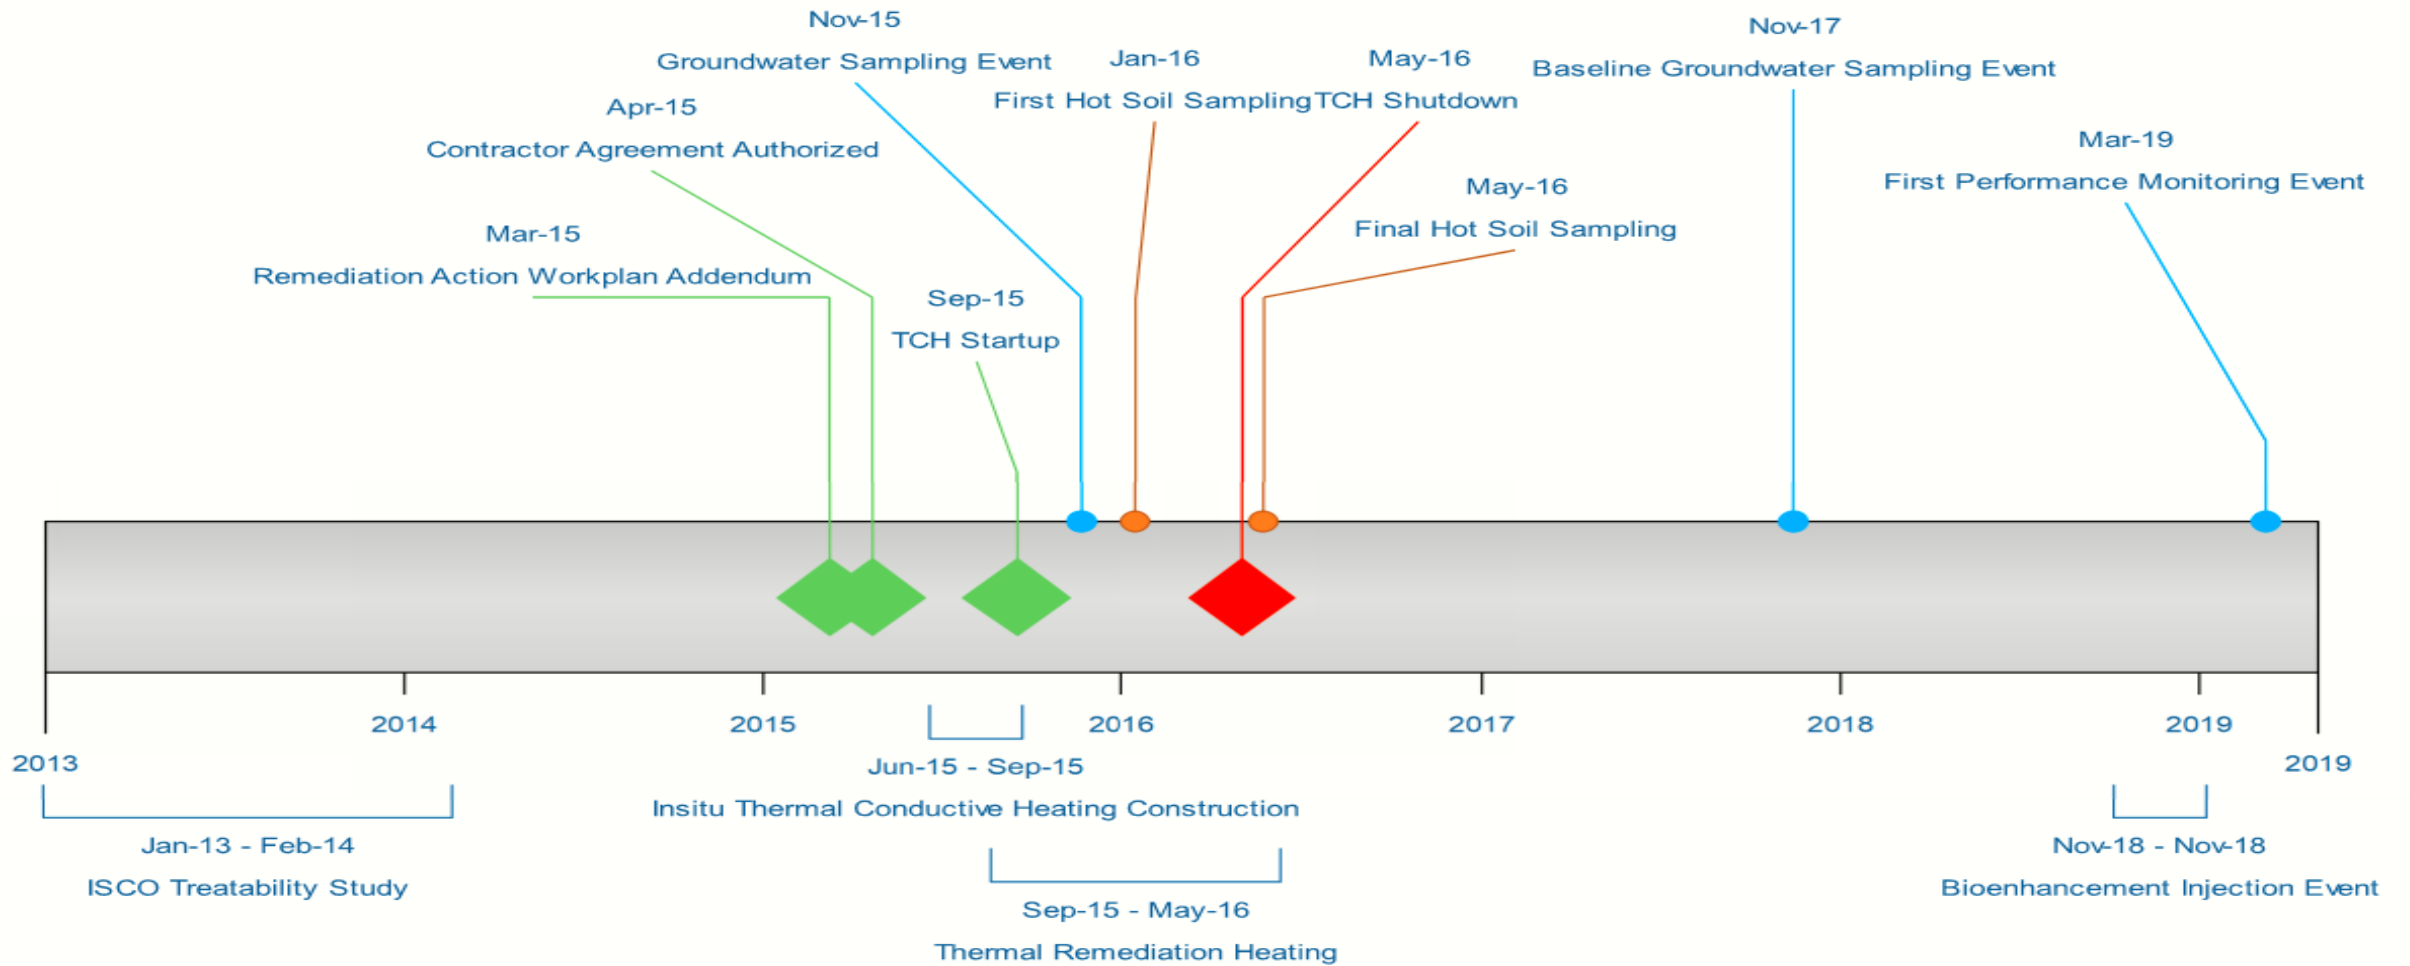 Nov-15
Groundwater Sampling Event
Jan-16
First Hot Soil Sampling
May-16
TCH Shutdown
Nov-17
Baseline Groundwater Sampling Event
Apr-15
Contractor Agreement Authorized
Mar-19
First Performance Monitoring Event
May-16
Final Hot Soil Sampling
Mar-15
Remediation Action Workplan Addendum
Sep-15
TCH Startup
2014
2015
2016
2017
2018
2019
2013
2019
Jun-15 - Sep-15
Insitu Thermal Conductive Heating Construction
Jan-13 - Feb-14
ISCO Treatability Study
Nov-18 - Nov-18
Bioenhancement Injection Event
Sep-15 - May-16
Thermal Remediation Heating